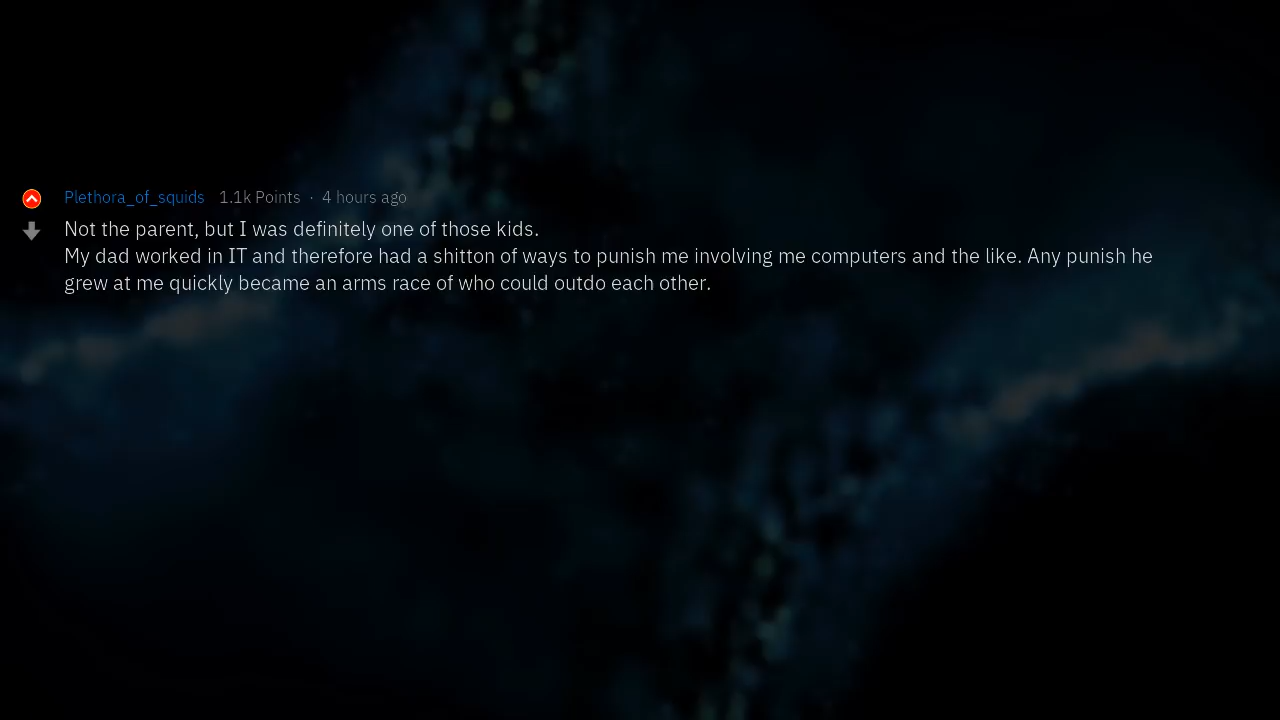 Plethora_of_squids 1.1k Points · 4 hours ago
Not the parent, but I was definitely one of those kids.
My dad worked in IT and therefore had a shitton of ways to punish me involving me computers and the like. Any punish he
grew at me quickly became an arms race of who could outdo each other.